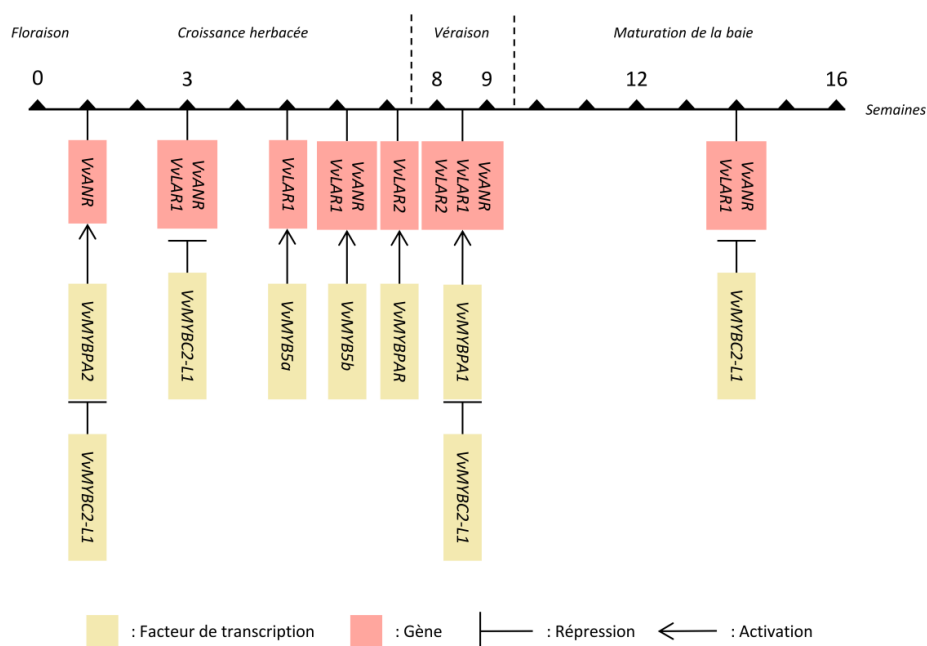 Floraison
Croissance herbacée
Véraison
Maturation de la baie
0
3
8
9
12
16
Semaines
VvANR
VvANR
VvLAR1
VvLAR1
VvANR
VvLAR1
VvLAR2
VvANR
VvLAR1
VvLAR2
VvANR
VvLAR1
VvMYBPA2
VvMYBC2-L1
VvMYB5a
VvMYB5b
VvMYBPAR
VvMYBPA1
VvMYBC2-L1
VvMYBC2-L1
VvMYBC2-L1
: Facteur de transcription
: Gène
: Répression
: Activation